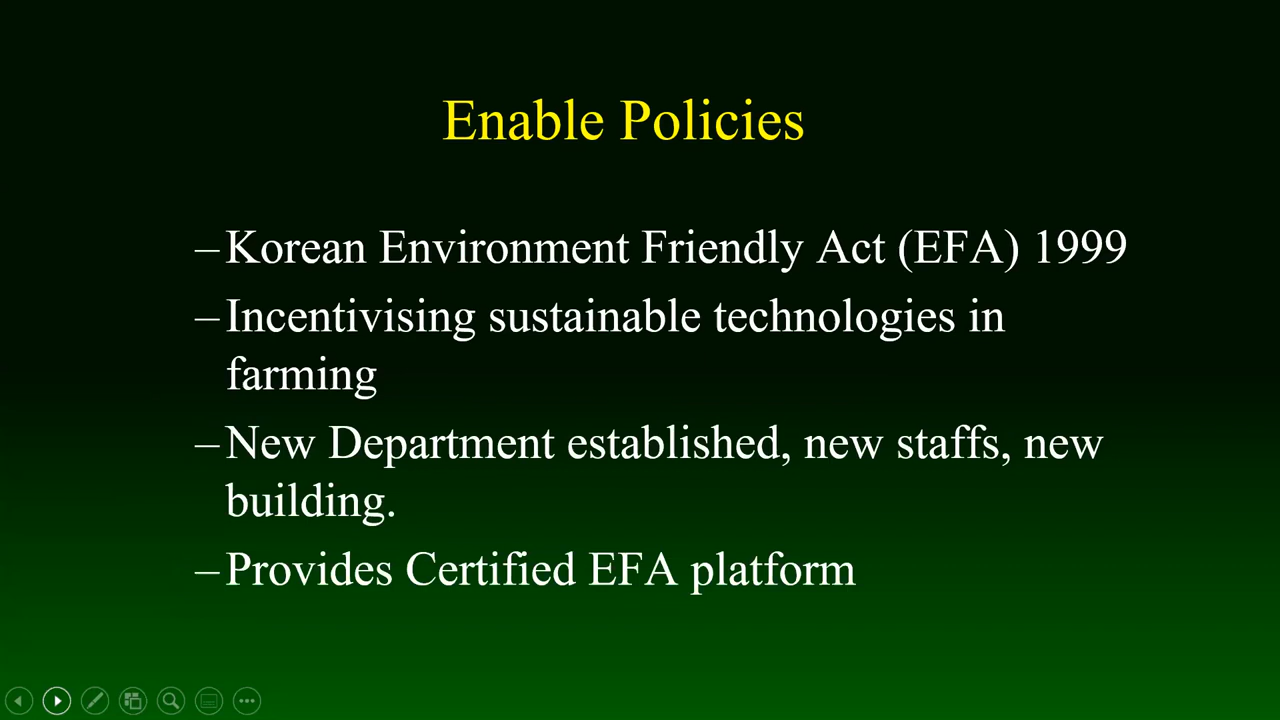 Enable Policies
–Korean Environment Friendly Act (EFA) 1999
–Incentivising sustainable technologies in
farming
–New Department established, new staffs, new
building.
–Provides Certified EFA platform